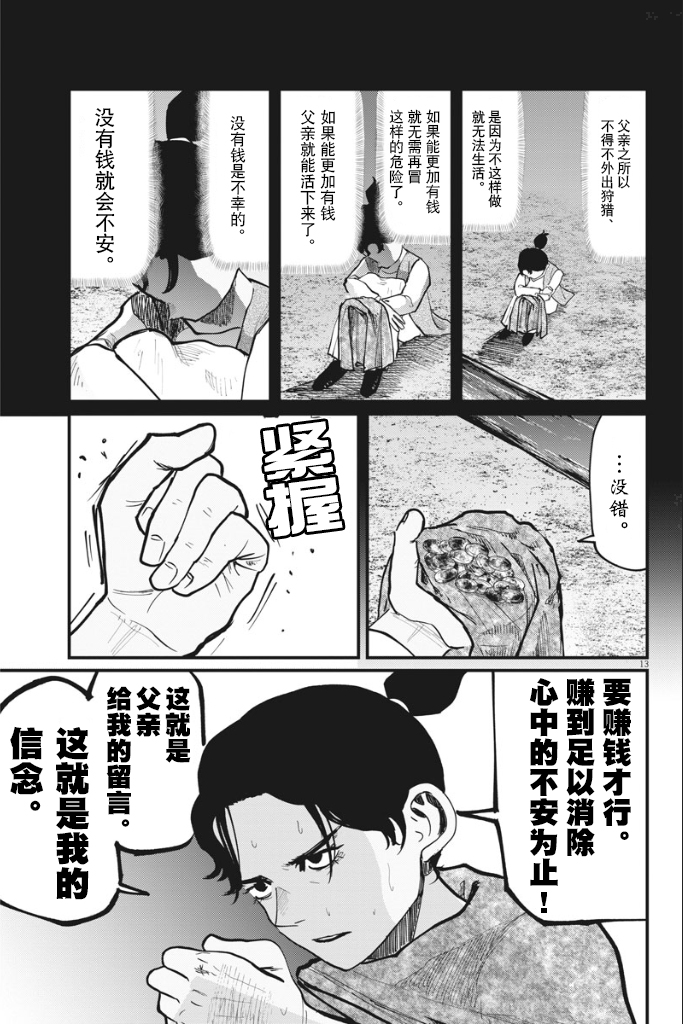 父亲之所以
不得不外出狩猎、
是因为不这样做
就无法生活。
如果能更加有钱
就无需再冒
这样的危险了。
如果能更加有钱
父亲就能活下来了。
没有钱是不幸的。
没有钱就会不安。
…没错。
紧握
13
要赚钱才行。
赚到足以消除
心中的不安为止！
这就是
父亲
给我的留言。
这就是我的
信念。